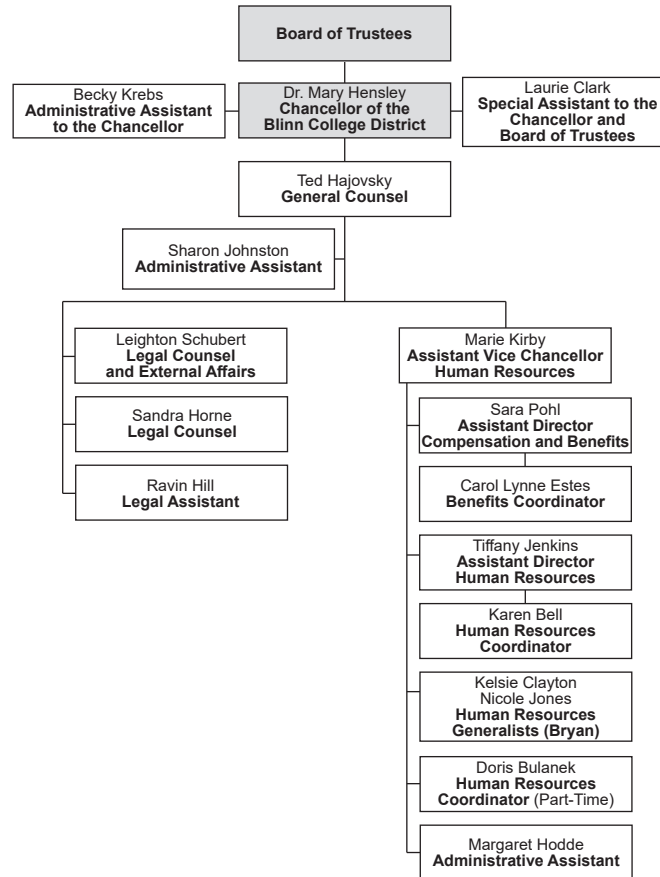 Board of Trustees
Becky Krebs
Administrative Assistant
to the Chancellor
Dr. Mary Hensley
Chancellor of the
Blinn College District
Laurie Clark
Special Assistant to the
Chancellor and
Board of Trustees
Ted Hajovsky
General Counsel
Sharon Johnston
Administrative Assistant
Leighton Schubert
Legal Counsel
and External Affairs
Sandra Horne
Legal Counsel
Ravin Hill
Legal Assistant
Marie Kirby
Assistant Vice Chancellor
Human Resources
Sara Pohl
Assistant Director
Compensation and Benefits
Carol Lynne Estes
Benefits Coordinator
Tiffany Jenkins
Assistant Director
Human Resources
Karen Bell
Human Resources
Coordinator
Kelsie Clayton
Nicole Jones
Human Resources
Generalists (Bryan)
Doris Bulanek
Human Resources
Coordinator (Part-Time)
Margaret Hodde
Administrative Assistant